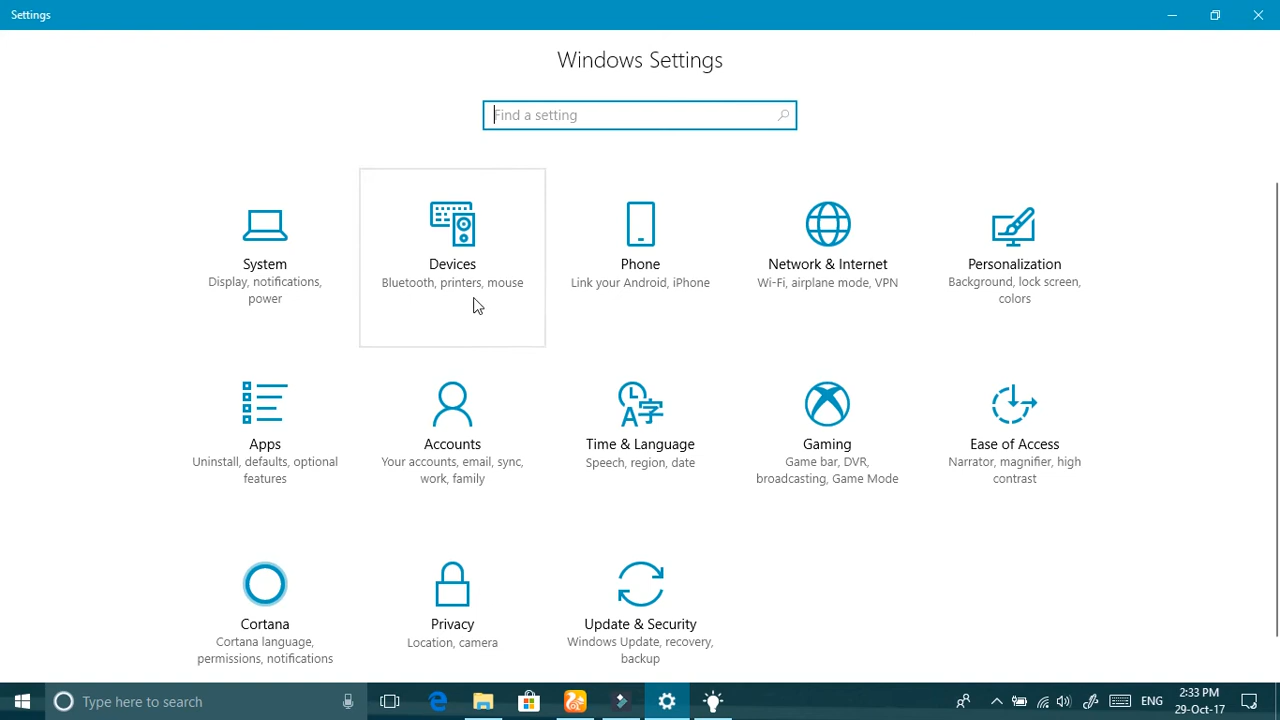 Settings
Windows Settings
Find a setting
System
Display, notifications,
power
Devices
Bluetooth, printers, mouse
Phone
Link your Android, iPhone
Network & Internet
Wi-Fi, airplane mode, VPN
Personalization
Background, lock screen,
colors
Apps
Uninstall, defaults, optional
features
Accounts
Your accounts, email, sync,
work, family
Time & Language
Speech, region, date
Gaming
Game bar, DVR,
broadcasting, Game Mode
Ease of Access
Narrator, magnifier, high
contrast
Cortana
Cortana language,
permissions, notifications
Privacy
Location, camera
Update & Security
Windows Update, recovery,
backup
Type here to search
ENG
2:33 PM
29-Oct-17